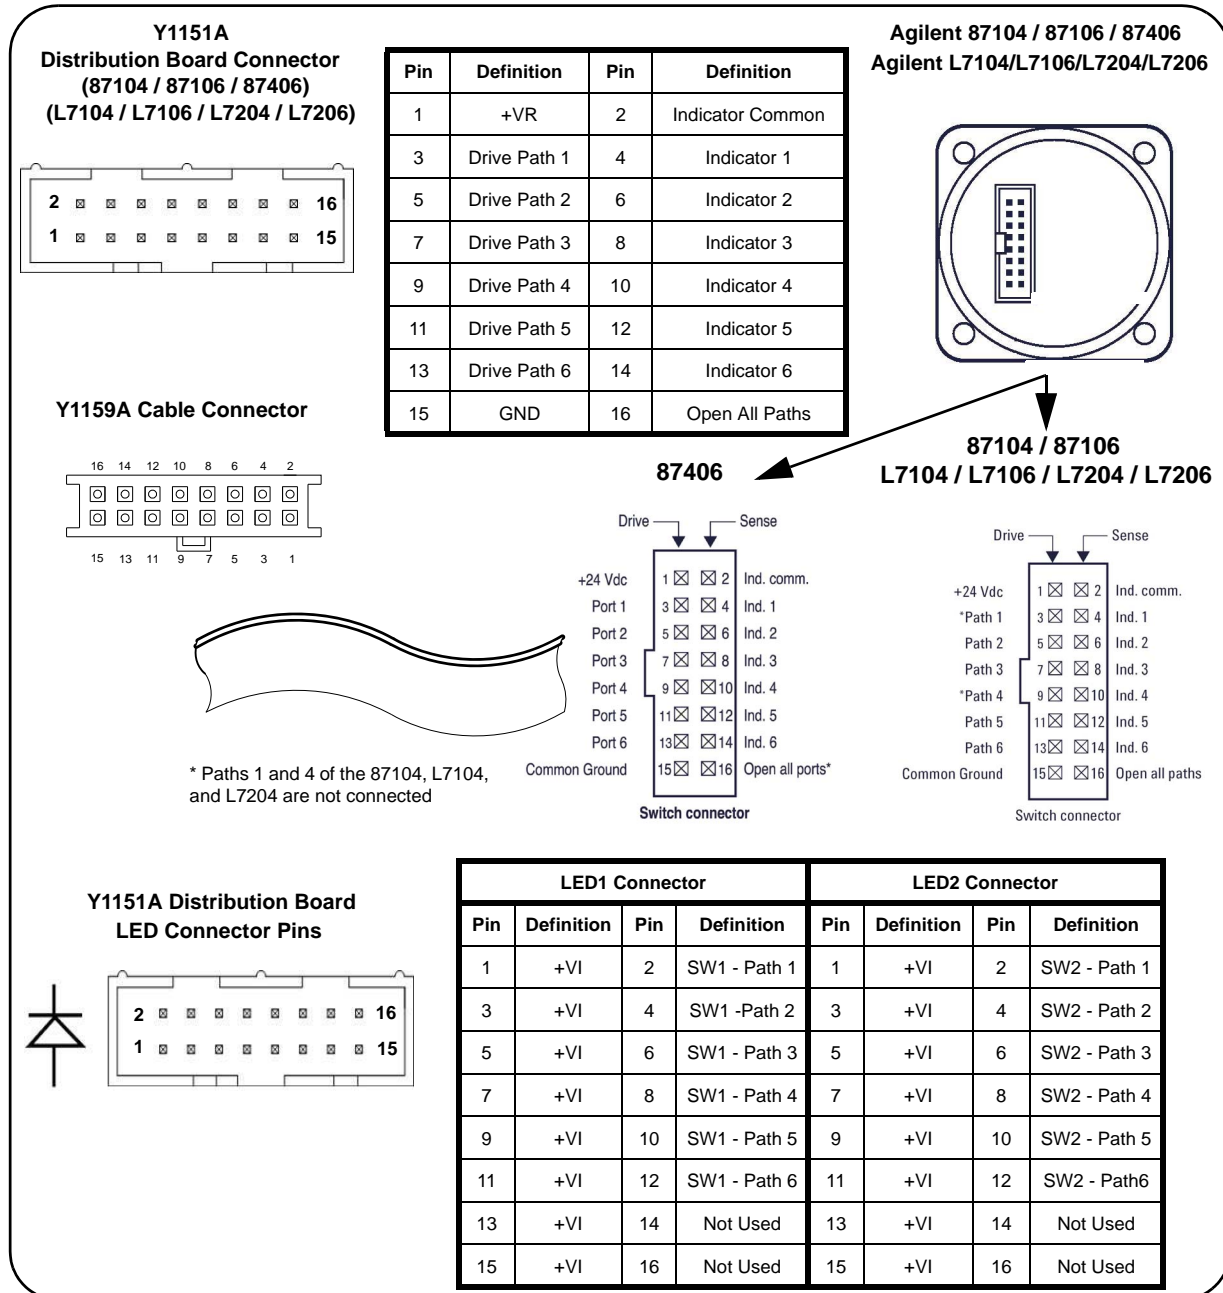 Y1151A
Distribution Board Connector
(87104 / 87106 / 87406)
(L7104 / L7106 / L7204 / L7206)
2 16
1 15
Pin Definition Pin Definition
1 +VR 2 Indicator Common
3 Drive Path 1 4 Indicator 1
5 Drive Path 2 6 Indicator 2
7 Drive Path 3 8 Indicator 3
9 Drive Path 4 10 Indicator 4
11 Drive Path 5 12 Indicator 5
13 Drive Path 6 14 Indicator 6
15 GND 16 Open All Paths
Agilent 87104 / 87106 / 87406
Agilent L7104/L7106/L7204/L7206
Y1159A Cable Connector
16 14 12 10 8 6 4 2
15 13 11 9 7 5 3 1
87406
Drive Sense
+24 Vdc 1 2 Ind. comm.
Port 1 3 4 Ind. 1
Port 2 5 6 Ind. 2
Port 3 7 8 Ind. 3
Port 4 9 10 Ind. 4
Port 5 11 12 Ind. 5
Port 6 13 14 Ind. 6
Common Ground 15 16 Open all ports*
Switch connector
87104 / 87106
L7104 / L7106 / L7204 / L7206
Drive Sense
+24 Vdc 1 2 Ind. comm.
*Path 1 3 4 Ind. 1
Path 2 5 6 Ind. 2
Path 3 7 8 Ind. 3
*Path 4 9 10 Ind. 4
Path 5 11 12 Ind. 5
Path 6 13 14 Ind. 6
Common Ground 15 16 Open all paths
Switch connector
* Paths 1 and 4 of the 87104, L7104,
and L7204 are not connected
Y1151A Distribution Board
LED Connector Pins
2 16
1 15
LED1 Connector LED2 Connector
Pin Definition Pin Definition Pin Definition Pin Definition
1 +VI 2 SW1 - Path 1 1 +VI 2 SW2 - Path 1
3 +VI 4 SW1 -Path 2 3 +VI 4 SW2 - Path 2
5 +VI 6 SW1 - Path 3 5 +VI 6 SW2 - Path 3
7 +VI 8 SW1 - Path 4 7 +VI 8 SW2 - Path 4
9 +VI 10 SW1 - Path 5 9 +VI 10 SW2 - Path 5
11 +VI 12 SW1 - Path 6 11 +VI 12 SW2 - Path6
13 +VI 14 Not Used 13 +VI 14 Not Used
15 +VI 16 Not Used 15 +VI 16 Not Used